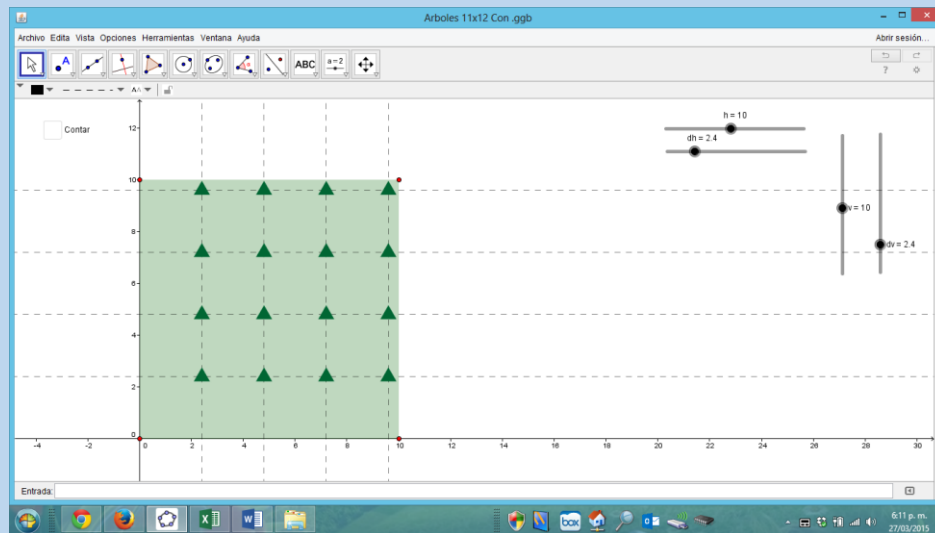 Arboles 11x12 Con .ggb
Archivo Edita Vista Opciones Herramientas Ventana Ayuda
Abrir sesión...
A
ABC
a=2
?
AA
Contar
h = 10
dh = 2.4
v = 10
dv = 2.4
12
10
8
6
4
2
0
-4 -2 0 2 4 6 8 10 12 14 16 18 20 22 24 26 28 30
Entrada:
box
6:11 p. m.
27/03/2015